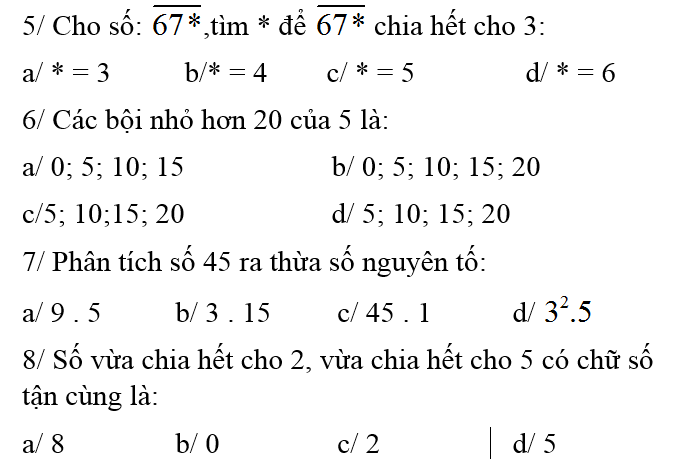 5/ Cho số: 67*,tìm * để 67* chia hết cho 3:
a/ * = 3 b/* = 4 c/ * = 5 d/ * = 6
6/ Các bội nhỏ hơn 20 của 5 là:
a/ 0; 5; 10; 15 b/ 0; 5; 10; 15; 20
c/5; 10;15; 20 d/ 5; 10; 15; 20
7/ Phân tích số 45 ra thừa số nguyên tố:
a/ 9 . 5 b/ 3 . 15 c/ 45 . 1 d/ 3².5
8/ Số vừa chia hết cho 2, vừa chia hết cho 5 có chữ số
tận cùng là:
a/ 8 b/ 0 c/ 2 d/ 5